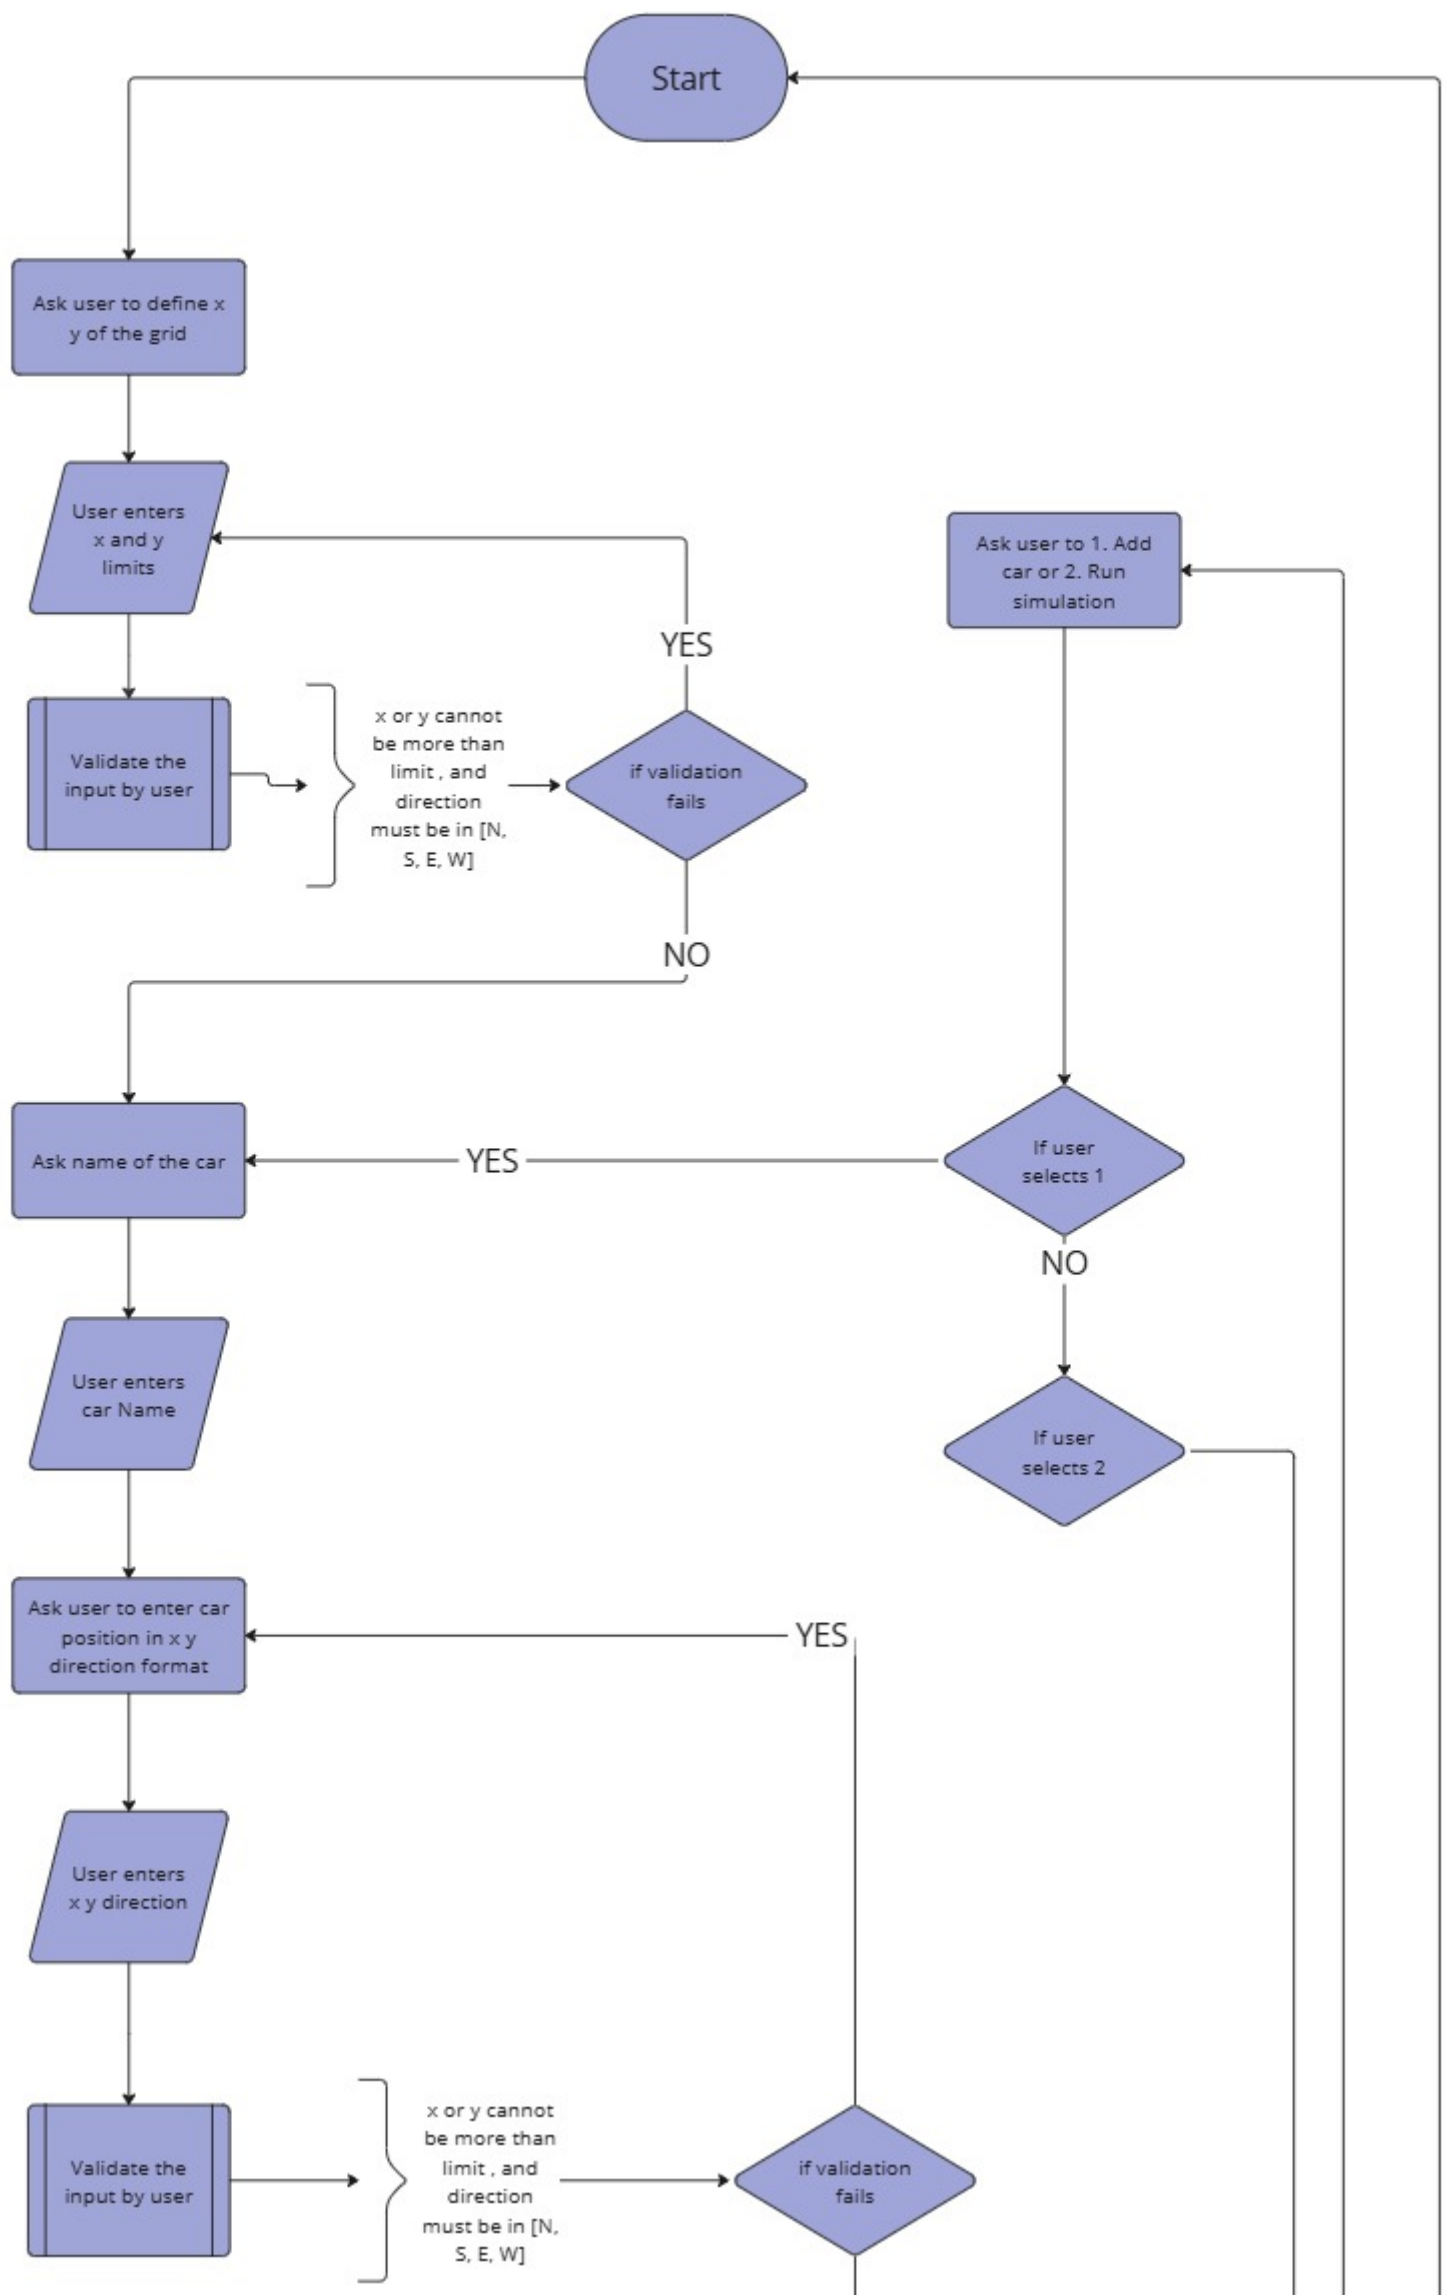 Start
Ask user to define x
y of the grid
User enters
x and y
limits
Ask user to 1. Add
car or 2. Run
simulation
YES
Validate the
input by user
x or y cannot
be more than
limit , and
direction
must be in [N,
S, E, W]
if validation
fails
NO
Ask name of the car
YES
If user
selects 1
NO
User enters
car Name
If user
selects 2
Ask user to enter car
position in x y
direction format
YES
User enters
x y direction
Validate the
input by user
x or y cannot
be more than
limit , and
direction
must be in [N,
S, E, W]
if validation
fails